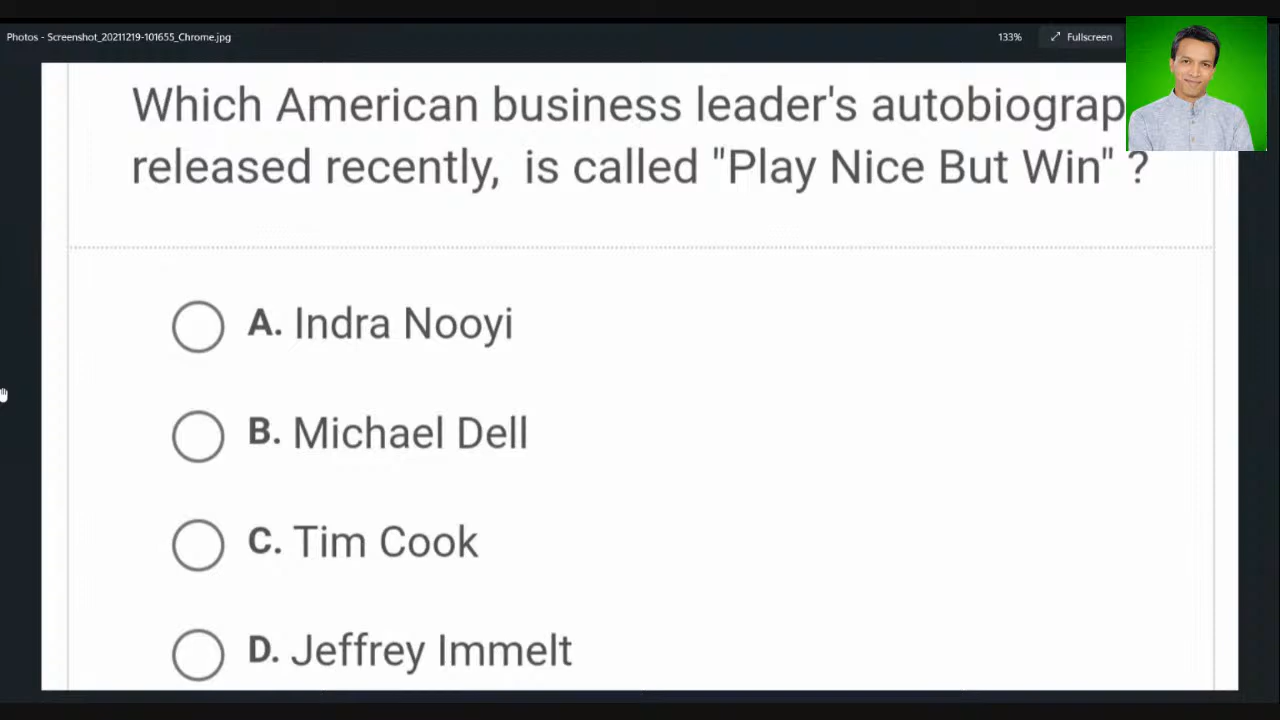 Photos - Screenshot_20211219-101655_Chrome.jpg 133% Fullscreen
Which American business leader's autobiograp
released recently, is called "Play Nice But Win" ?
A. Indra Nooyi
B. Michael Dell
C. Tim Cook
D. Jeffrey Immelt